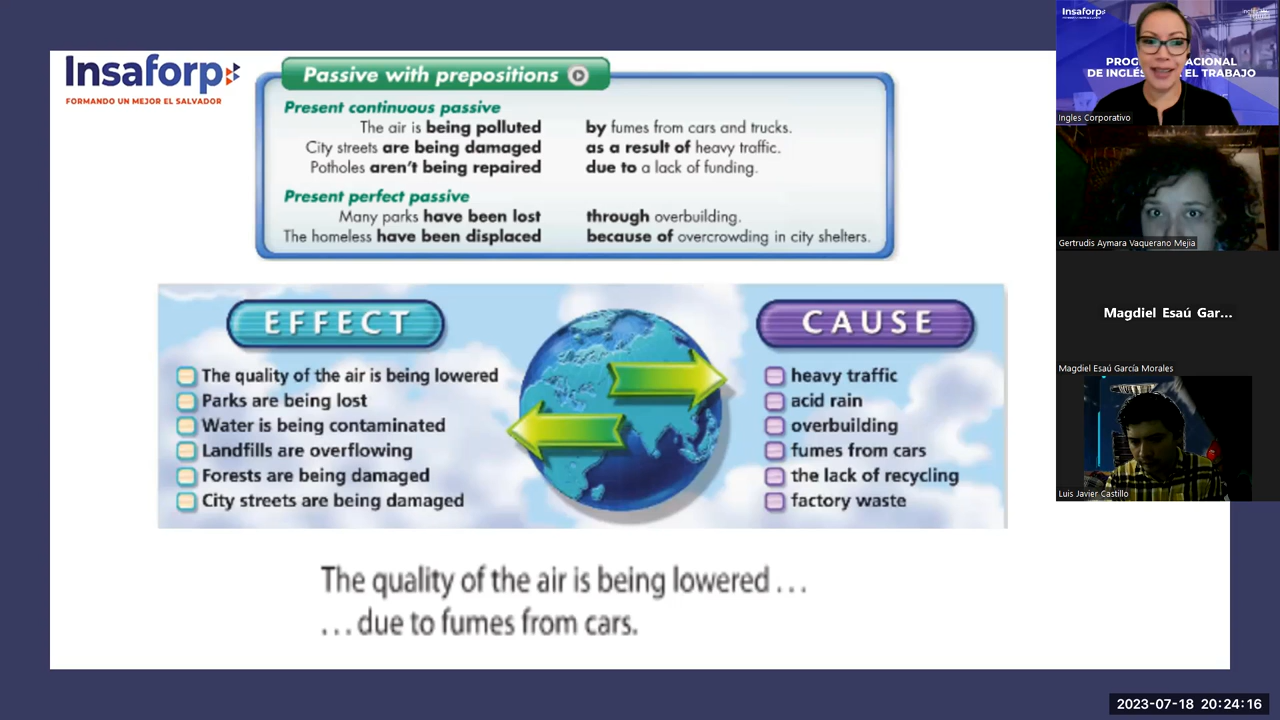 Insaforp
FORMANDO UN MEJOR EL SALVADOR
Passive with prepositions
Present continuous passive
The air is being polluted by fumes from cars and trucks.
City streets are being damaged as a result of heavy traffic.
Potholes aren't being repaired due to a lack of funding.
Present perfect passive
Many parks have been lost through overbuilding.
The homeless have been displaced because of overcrowding in city shelters.
EFFECT
The quality of the air is being lowered
Parks are being lost
Water is being contaminated
Landfills are overflowing
Forests are being damaged
City streets are being damaged
CAUSE
heavy traffic
acid rain
overbuilding
fumes from cars
the lack of recycling
factory waste
The quality of the air is being lowered ...
... due to fumes from cars.
Insaforp
DE INGLÉS EL TRABAJO
Ingles Corporativo
Gertrudis Aymara Vaquerano Mejia
Magdiel Esaú Gar...
Magdiel Esaú García Morales
Luis Javier Castillo
2023-07-18 20:24:16